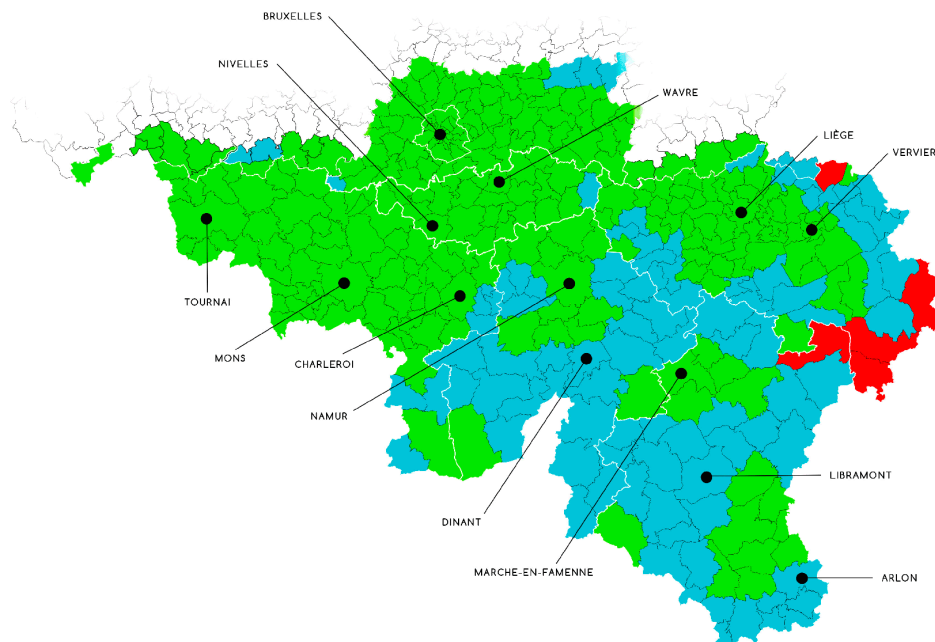 BRUXELLES
NIVELLES
WAVRE
LIÈGE
VERVIER
TOURNAI
MONS
CHARLEROI
NAMUR
DINANT
MARCHE-EN-FAMENNE
LIBRAMONT
ARLON